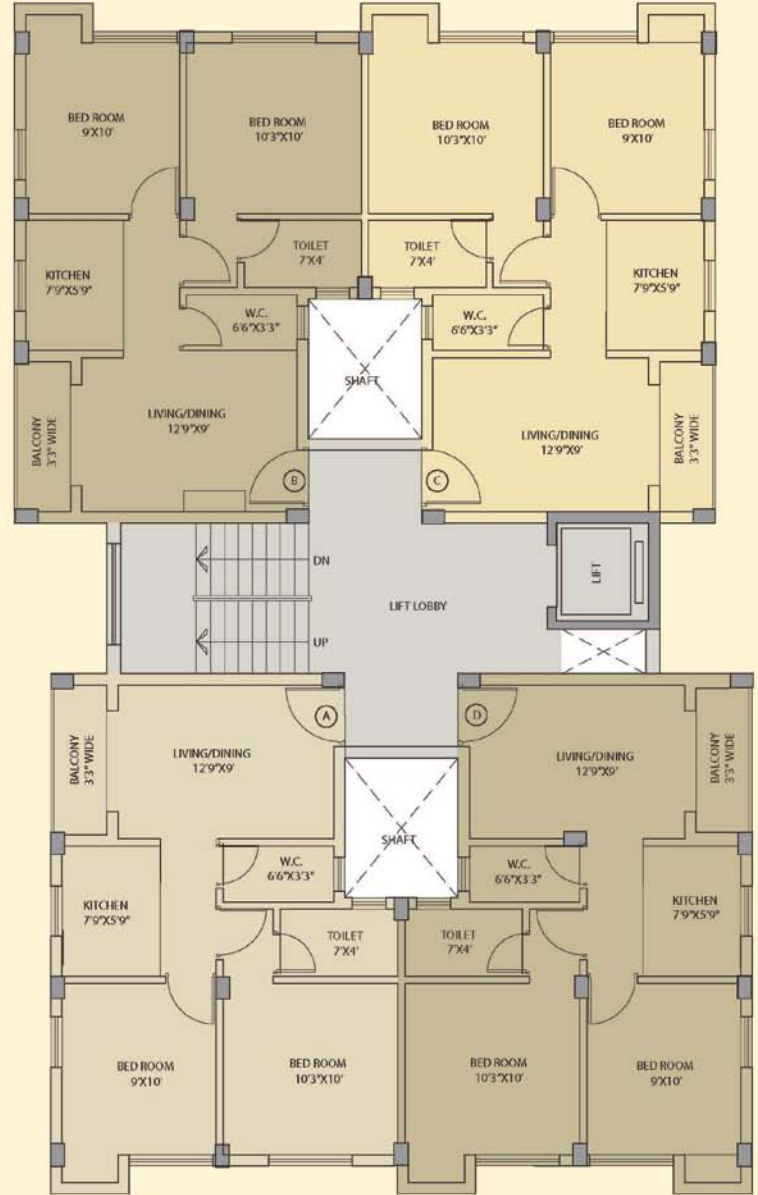 BED ROOM
9'X10'
BED ROOM
10'3"X10'
BED ROOM
10'3"X10'
BED ROOM
9'X10'
TOILET
7'X4'
TOILET
7'X4'
KITCHEN
7'9"X5'9"
KITCHEN
7'9"X5'9"
W.C.
6'6"X3'3"
W.C.
6'6"X3'3"
SHAFT
BALCONY
3'3" WIDE
LIVING/DINING
12'9"X9'
LIVING/DINING
12'9"X9'
BALCONY
3'3" WIDE
B
C
DN
LIFT
LIFT LOBBY
UP
A
D
BALCONY
3'3" WIDE
LIVING/DINING
12'9"X9'
LIVING/DINING
12'9"X9'
BALCONY
3'3" WIDE
SHAFT
W.C.
6'6"X3'3"
W.C.
6'6"X3'3"
KITCHEN
7'9"X5'9"
KITCHEN
7'9"X5'9"
TOILET
7'X4'
TOILET
7'X4'
BED ROOM
9'X10'
BED ROOM
10'3"X10'
BED ROOM
10'3"X10'
BED ROOM
9'X10'